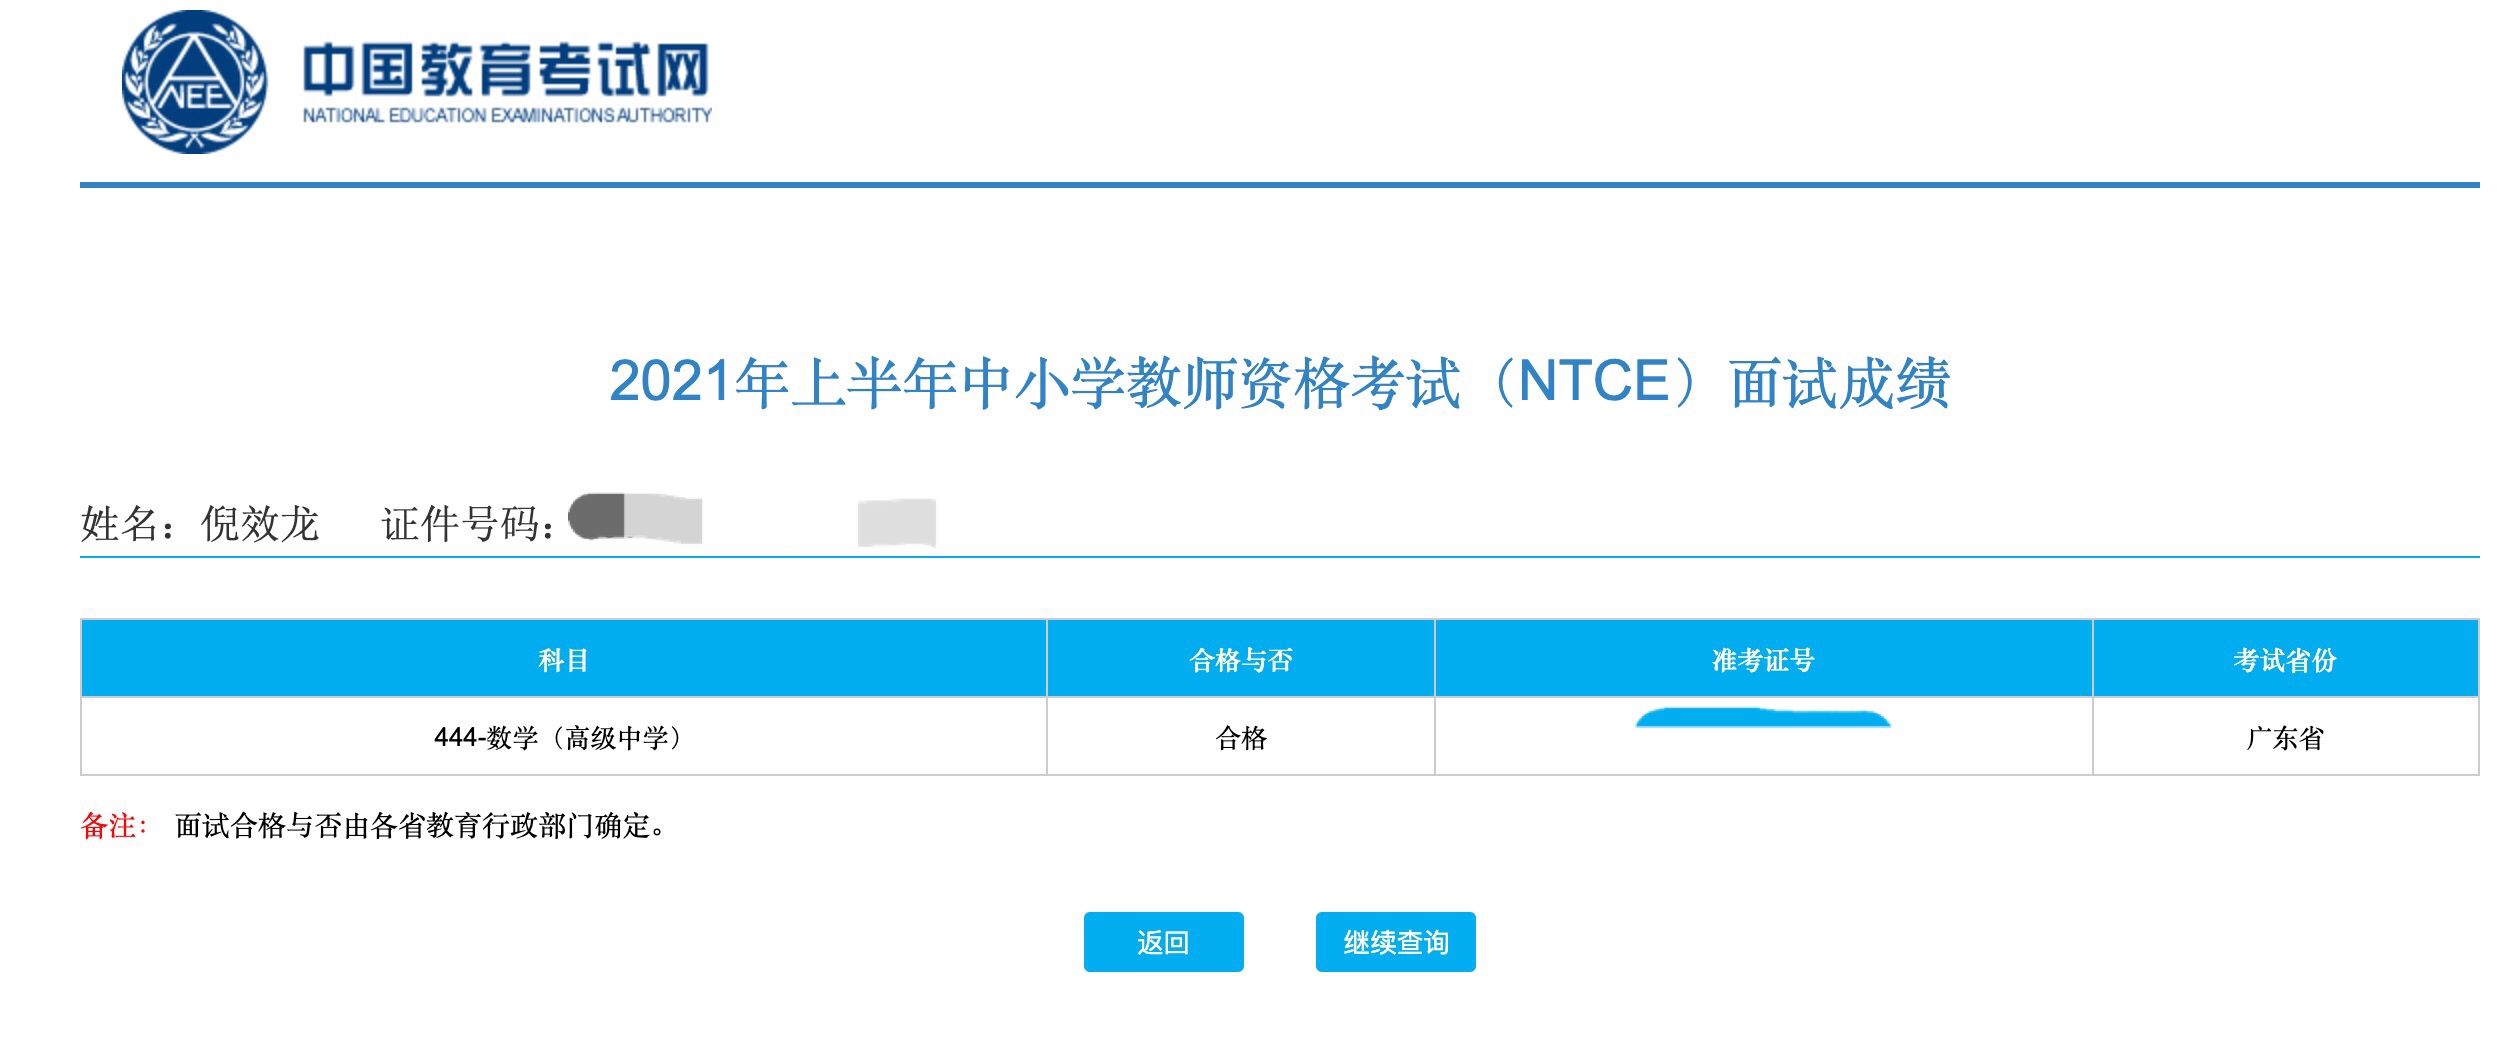 中国教育考试网
NATIONAL EDUCATION EXAMINATIONS AUTHORITY
NEE
2021年上半年中小学教师资格考试（NTCE）面试成绩
姓名：倪效龙 证件号码：
科目 合格与否 准考证号 考试省份
444-数学（高级中学） 合格 广东省
备注： 面试合格与否由各省教育行政部门确定。
返回 继续查询